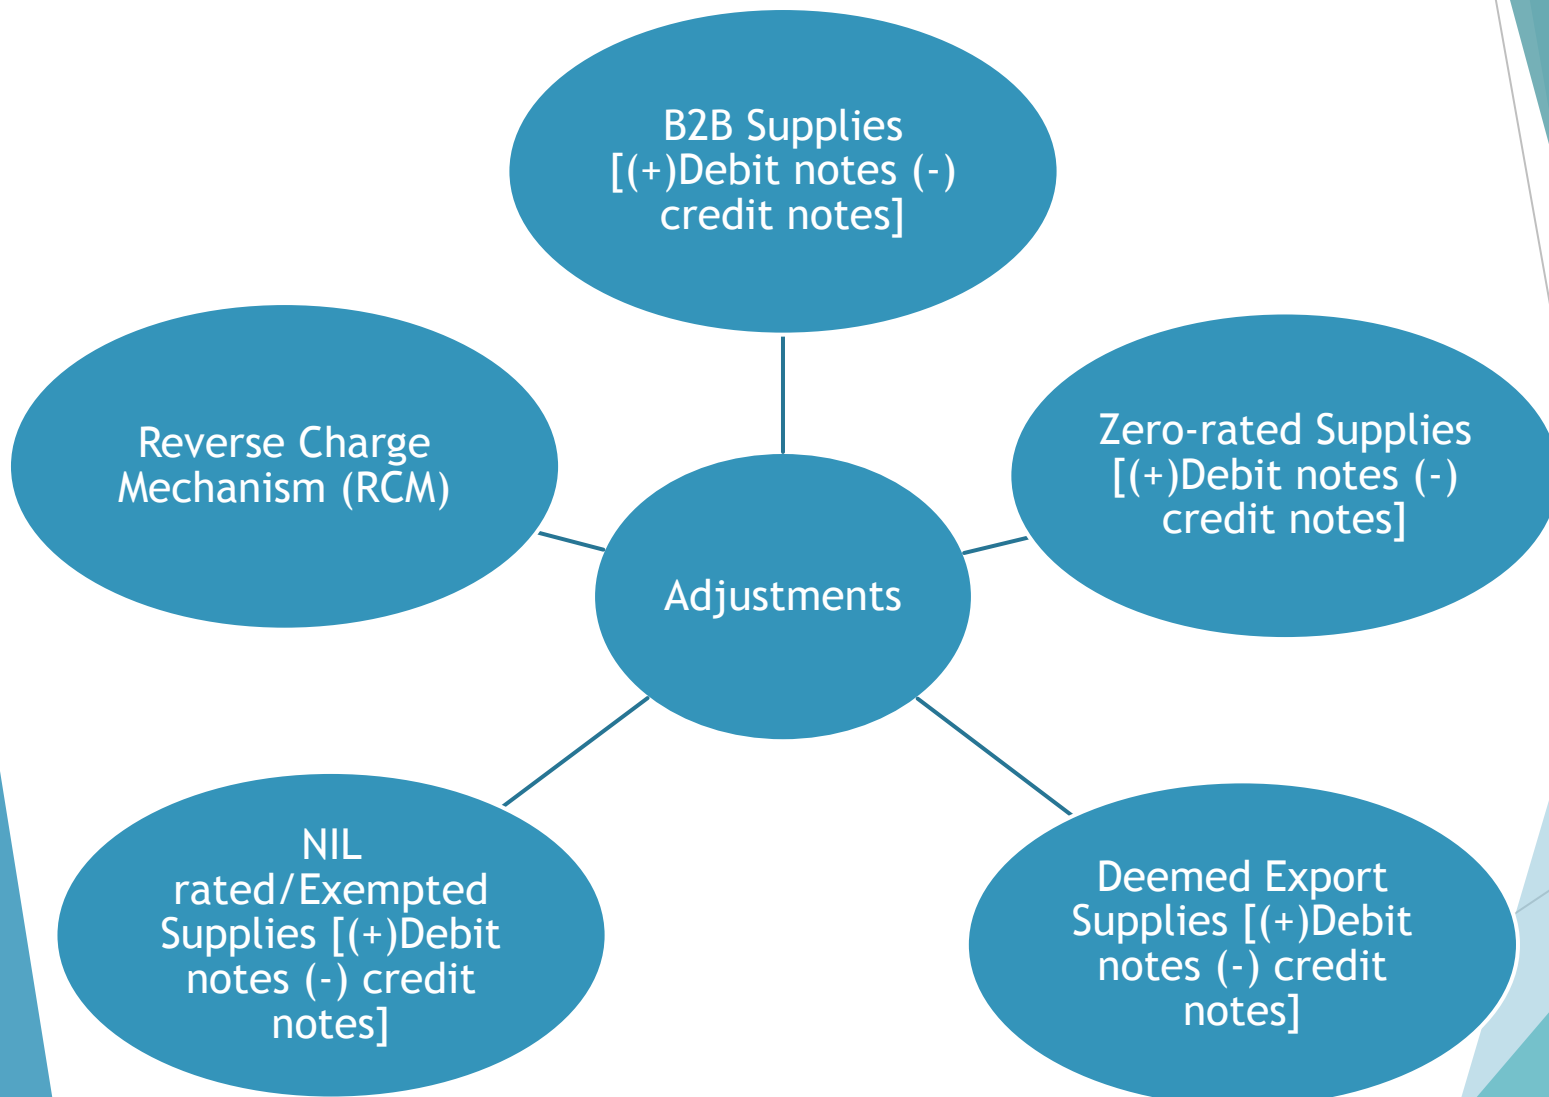 B2B Supplies
[(+)Debit notes (-)
credit notes]
Reverse Charge
Mechanism (RCM)
Zero-rated Supplies
[(+)Debit notes (-)
credit notes]
Adjustments
NIL
rated/Exempted
Supplies [(+)Debit
notes (-) credit
notes]
Deemed Export
Supplies [(+)Debit
notes (-) credit
notes]